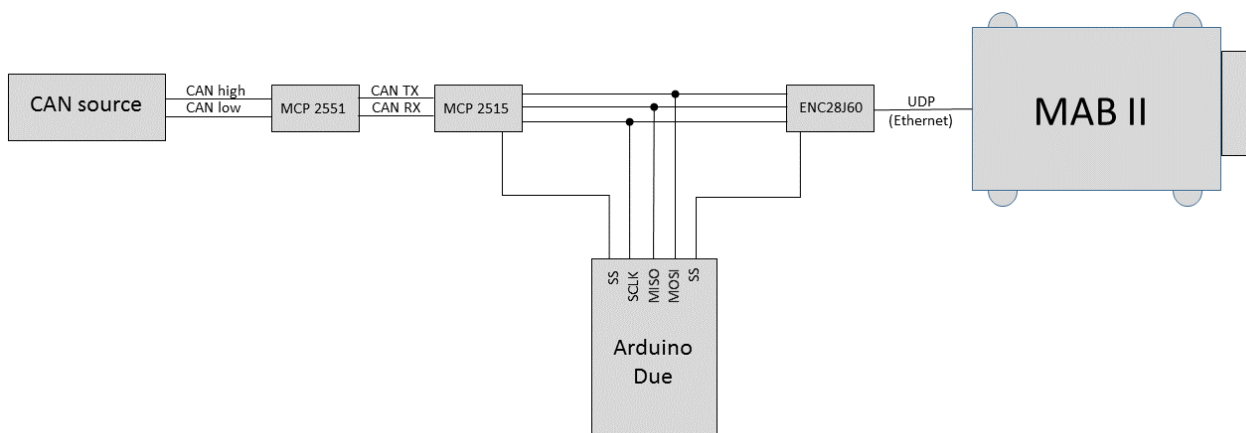 CAN source
CAN high
CAN low
MCP 2551
CAN TX
CAN RX
MCP 2515
ENC28J60
UDP
(Ethernet)
MAB II
SS
SCLK
MISO
MOSI
SS
Arduino
Due